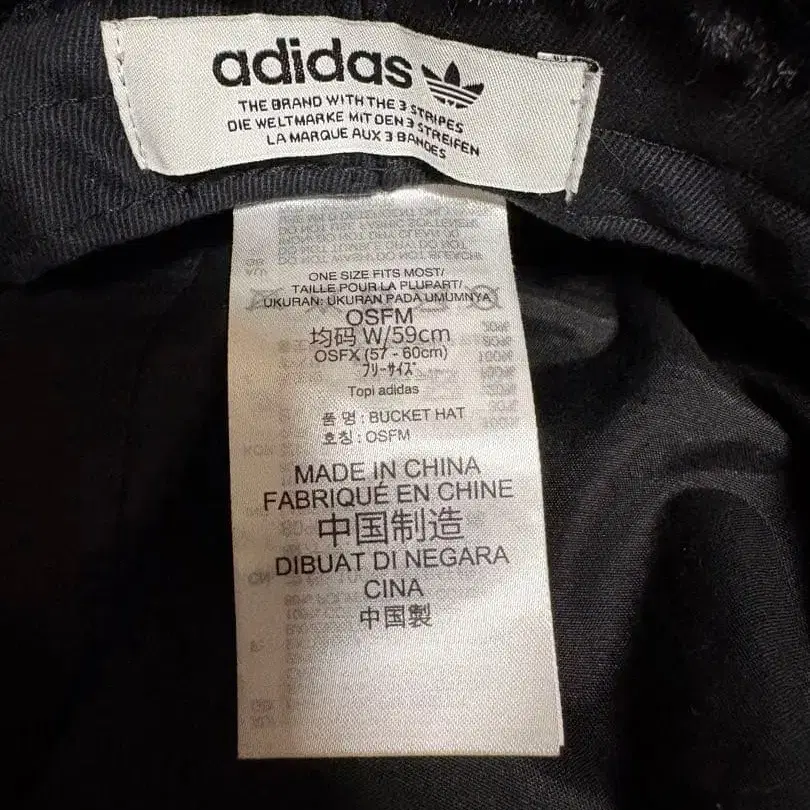 adidas
THE BRAND WITH THE 3 STRIPES
DIE WELTMARKE MIT DEN 3 STREIFEN
LA MARQUE AUX 3 BANDES
ONE SIZE FITS MOST/
TAILLE POUR LA PLUPART/
UKURAN: UKURAN PADA UMUMNYA
OSFM
均码 W/59cm
OSFX (57 - 60cm)
ﾌﾘｰｻｲｽﾞ
Topi adidas
품 명 : BUCKET HAT
호칭 : OSFM
MADE IN CHINA
FABRIQUÉ EN CHINE
中国制造
DIBUAT DI NEGARA
CINA
中国製